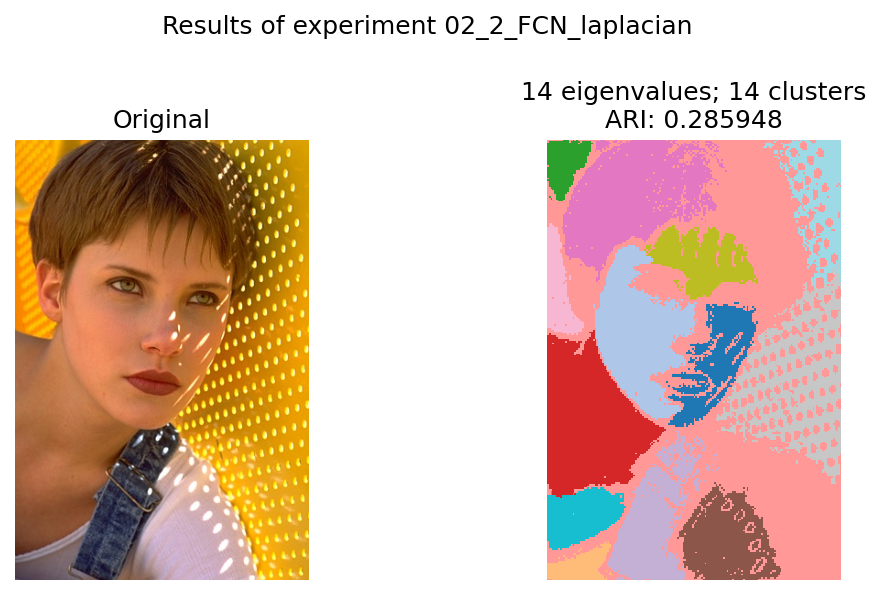 Results of experiment 02_2_FCN_laplacian
Original
14 eigenvalues; 14 clusters
ARI: 0.285948